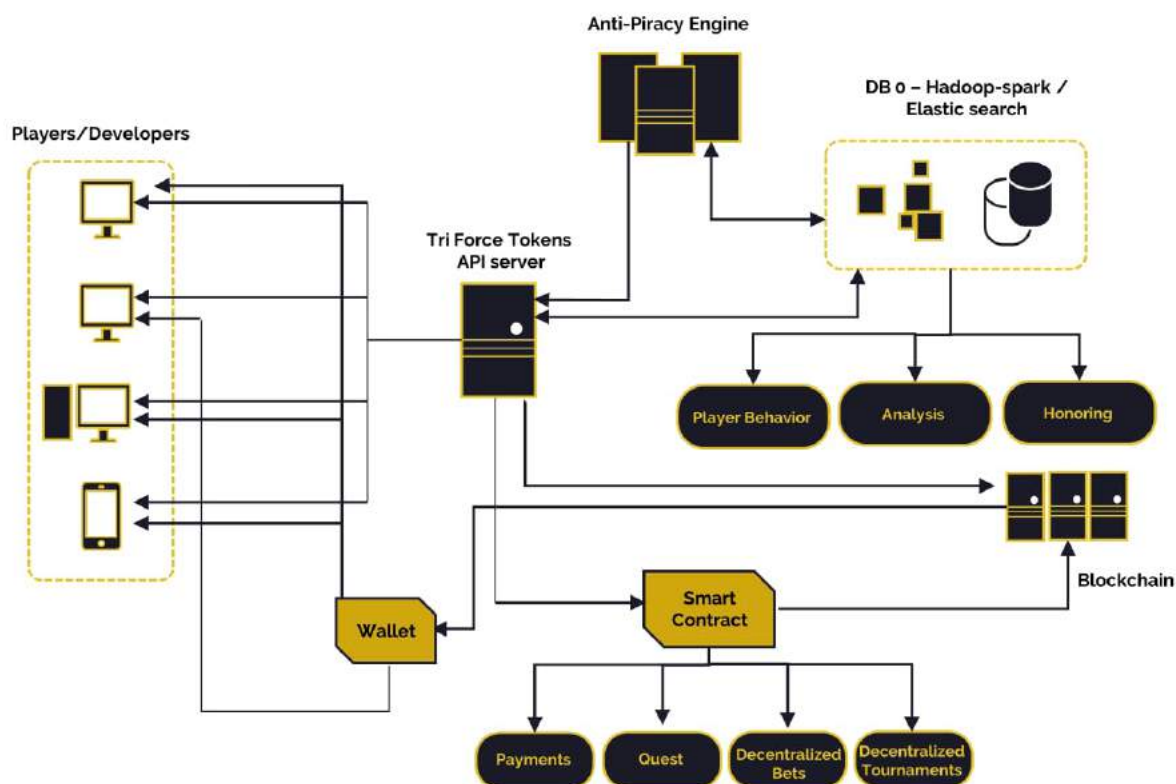 Anti-Piracy Engine
DB 0 – Hadoop-spark /
Elastic search
Players/Developers
Tri Force Tokens
API server
Player Behavior
Analysis
Honoring
Blockchain
Smart
Contract
Wallet
Payments
Quest
Decentralized
Bets
Decentralized
Tournaments